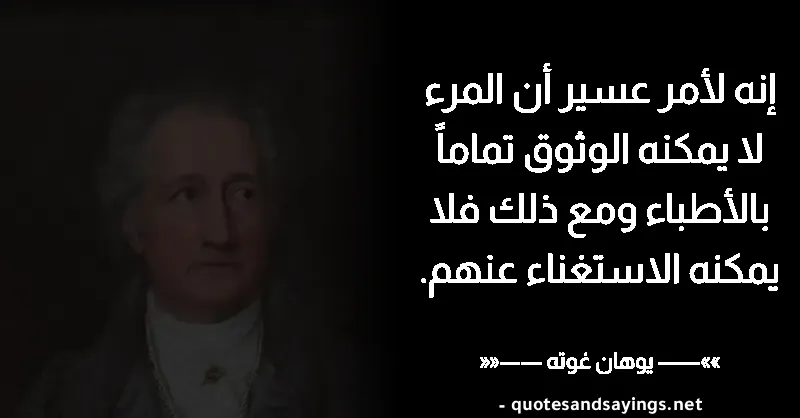 إنه لأمر عسير أن المرء
لا يمكنه الوثوق تماماً
بالأطباء ومع ذلك فلا
يمكنه الاستغناء عنهم.
»»—— يوهان غوته ——««
- quotesandsayings.net